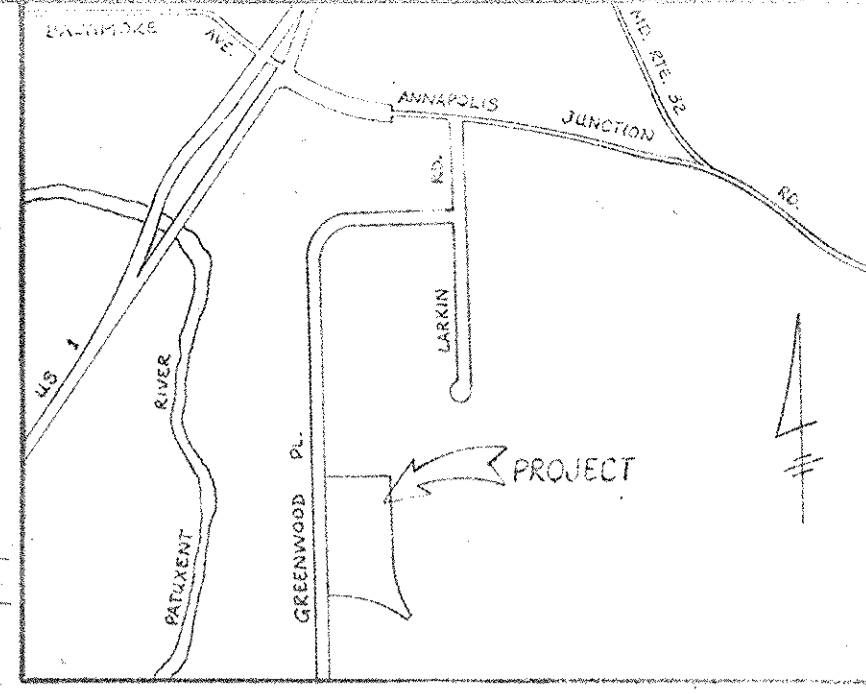 BALTIMORE
AVE.
MD. RTE. 32
ANNAPOLIS
JUNCTION
RD.
RD.
LARKIN
US 1
RIVER
PATUXENT
GREENWOOD PL.
PROJECT